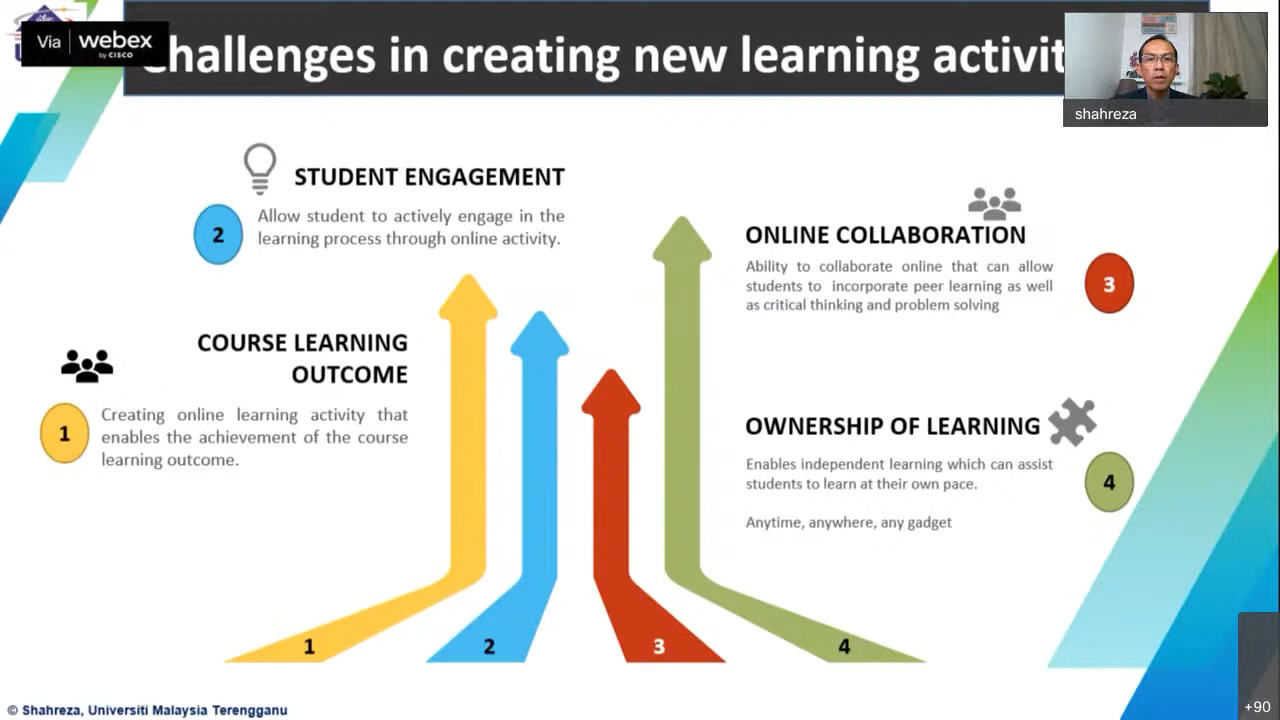 Via webex
by CISCO
hallenges in creating new learning activit
shahreza
STUDENT ENGAGEMENT
2
Allow student to actively engage in the
learning process through online activity.
ONLINE COLLABORATION
Ability to collaborate online that can allow
students to incorporate peer learning as well
as critical thinking and problem solving
3
COURSE LEARNING
OUTCOME
1
Creating online learning activity that
enables the achievement of the course
learning outcome.
OWNERSHIP OF LEARNING
Enables independent learning which can assist
students to learn at their own pace.
4
Anytime, anywhere, any gadget
1
2
3
4
© Shahreza, Universiti Malaysia Terengganu
+90